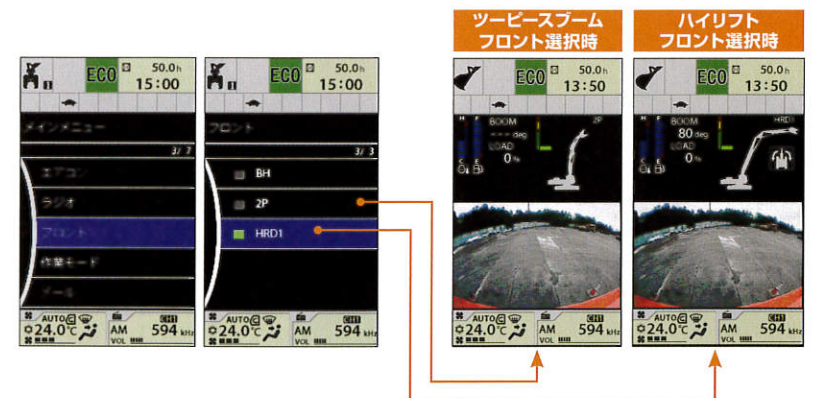 ツーピースブーム
フロント選択時
ハイリフト
フロント選択時
ECO
50.0h
15:00
メインメニュー
3/ 7
エアコン
ラジオ
フロント
作業モード
メール
AUTO
24.0℃
AM
CH1
594 kHz
VOL
ECO
50.0h
15:00
フロント
3/ 3
BH
2P
HRD1
AUTO
24.0℃
AM
CH1
594 kHz
VOL
ECO
50.0h
13:50
H F
BOOM
--- deg
LOAD
0 %
C E
2P
AUTO
24.0℃
AM
CH1
594 kHz
VOL
ECO
50.0h
13:50
H F
BOOM
80 deg
LOAD
0 %
C E
HRD1
AUTO
24.0℃
AM
CH1
594 kHz
VOL